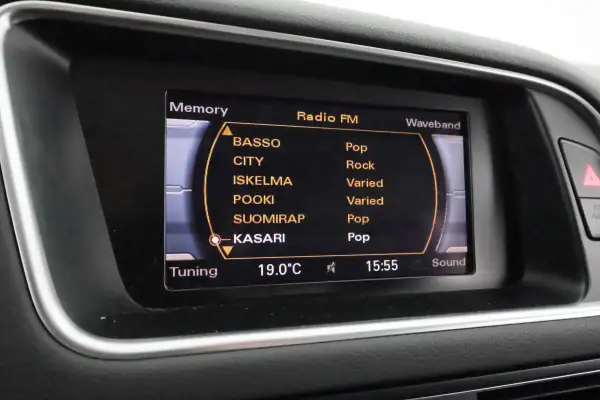 Memory
Radio FM
Waveband
BASSO Pop
CITY Rock
ISKELMA Varied
POOKI Varied
SUOMIRAP Pop
KASARI Pop
Tuning
19.0°C
15:55
Sound